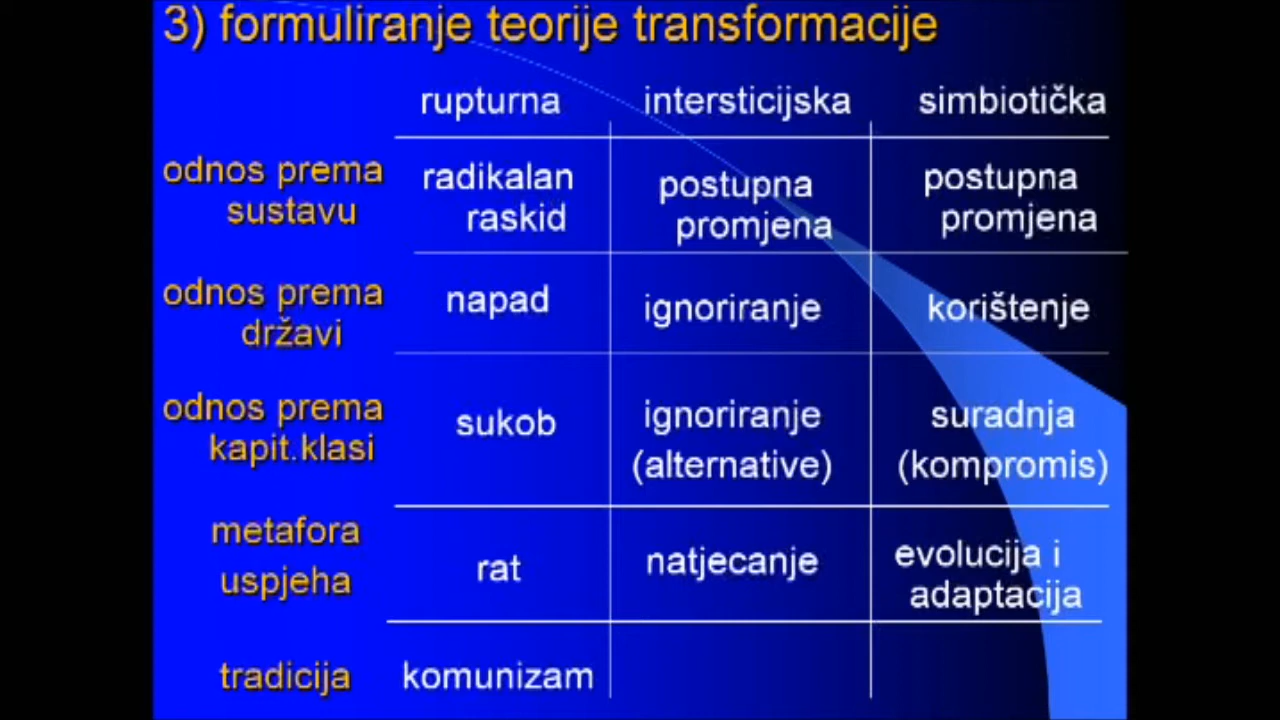 3) formuliranje teorije transformacije
rupturna intersticijska simbiotička
odnos prema sustavu radikalan raskid postupna promjena postupna promjena
odnos prema državi napad ignoriranje korištenje
odnos prema kapit.klasi sukob ignoriranje (alternative) suradnja (kompromis)
metafora uspjeha rat natjecanje evolucija i adaptacija
tradicija komunizam